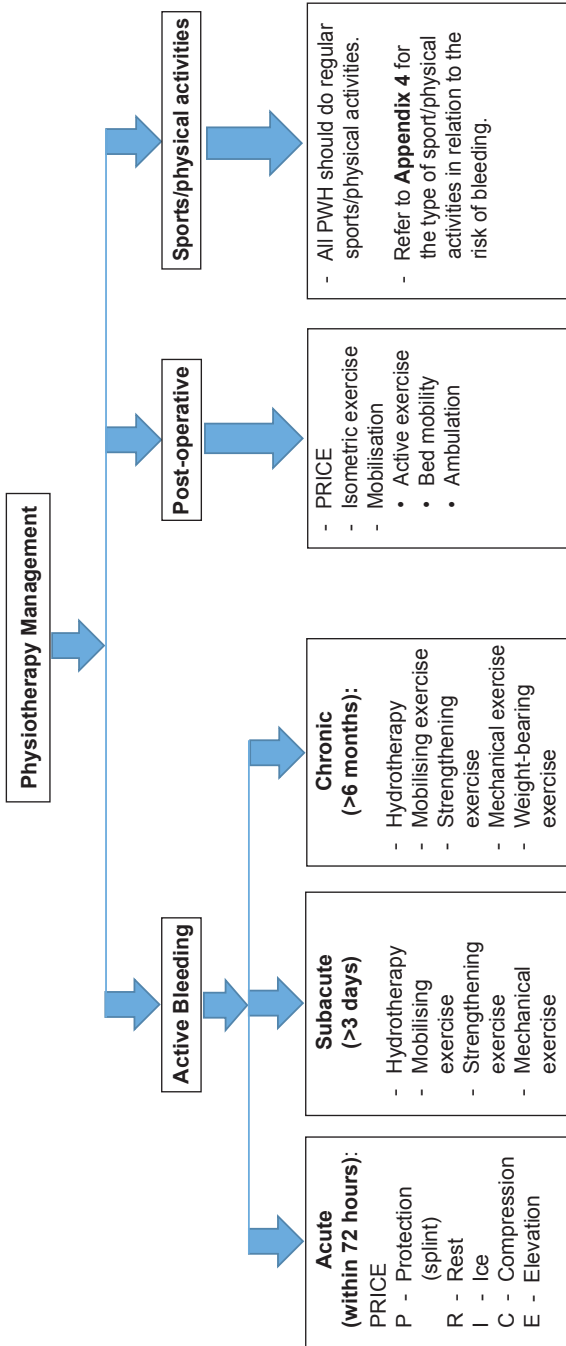 Physiotherapy Management
Active Bleeding
Post-operative
Sports/physical activities
Acute
(within 72 hours):
PRICE
P - Protection
(splint)
R - Rest
I - Ice
C - Compression
E - Elevation
Subacute
(>3 days)
- Hydrotherapy
- Mobilising
exercise
- Strengthening
exercise
- Mechanical
exercise
Chronic
(>6 months):
- Hydrotherapy
- Mobilising exercise
- Strengthening
exercise
- Mechanical exercise
- Weight-bearing
exercise
- PRICE
- Isometric exercise
- Mobilisation
• Active exercise
• Bed mobility
• Ambulation
- All PWH should do regular
sports/physical activities.
- Refer to Appendix 4 for
the type of sport/physical
activities in relation to the
risk of bleeding.